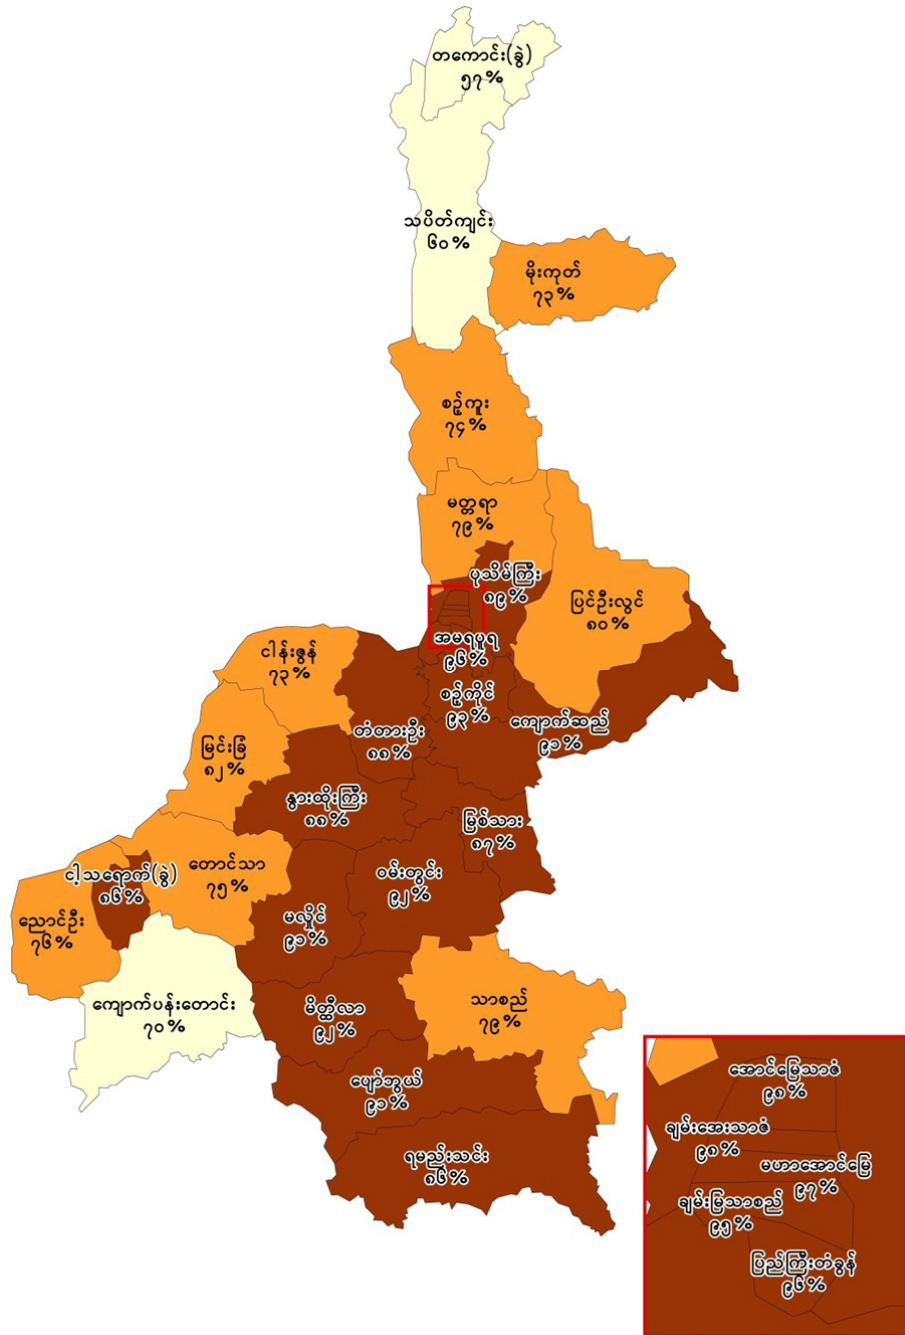 တကောင်း(ခွဲ)
၅၇%
သပိတ်ကျင်း
၆၀%
မိုးကုတ်
၇၃%
စဉ့်ကူး
၇၄%
မတ္တရာ
၇၉%
ပုသိမ်ကြီး
၈၉%
ပြင်ဦးလွင်
၈၀%
အမရပူရ
၉၆%
ငါန်းဇွန်
၇၃%
စဉ့်ကိုင်
၉၃%
ကျောက်ဆည်
၉၁%
တံတားဦး
၈၈%
မြင်းခြံ
၈၂%
နွားထိုးကြီး
၈၈%
မြစ်သား
၈၇%
တောင်သာ
၇၅%
ဝမ်းတွင်း
၉၂%
ငါ့သရောက်(ခွဲ)
၈၆%
ညောင်ဦး
၇၆%
မလှိုင်
၉၁%
ကျောက်ပန်းတောင်း
၇၀%
မိတ္ထီလာ
၉၂%
သာစည်
၇၉%
ပျော်ဘွယ်
၉၁%
ရမည်းသင်း
၈၆%
အောင်မြေသာဇံ
၉၈%
ချမ်းအေးသာဇံ
၉၈%
မဟာအောင်မြေ
၉၇%
ချမ်းမြသာစည်
၉၅%
ပြည်ကြီးတံခွန်
၉၆%